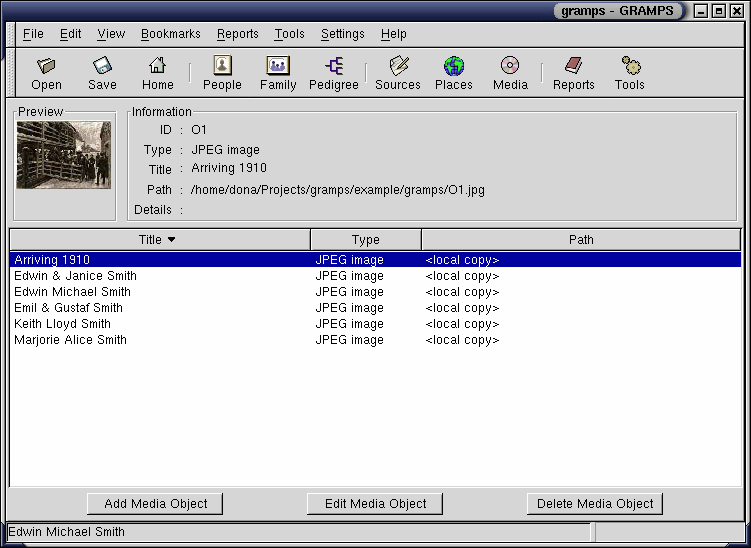 gramps - GRAMPS
File Edit View Bookmarks Reports Tools Settings Help
Open Save Home People Family Pedigree Sources Places Media Reports Tools
Preview Information
ID : O1
Type : JPEG image
Title : Arriving 1910
Path : /home/dona/Projects/gramps/example/gramps/O1.jpg
Details :
Title Type Path
Arriving 1910 JPEG image <local copy>
Edwin & Janice Smith JPEG image <local copy>
Edwin Michael Smith JPEG image <local copy>
Emil & Gustaf Smith JPEG image <local copy>
Keith Lloyd Smith JPEG image <local copy>
Marjorie Alice Smith JPEG image <local copy>
Add Media Object Edit Media Object Delete Media Object
Edwin Michael Smith